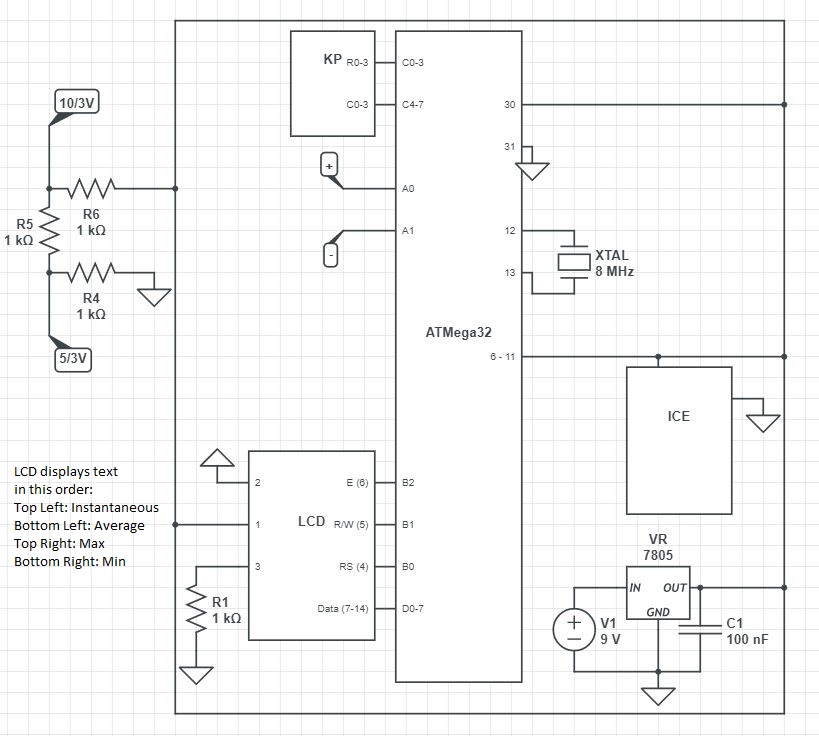 KP
R0-3
C0-3
C0-3
C4-7
30
10/3V
31
+
A0
R6
1 kΩ
R5
1 kΩ
-
A1
12
13
XTAL
8 MHz
R4
1 kΩ
ATMega32
5/3V
6 - 11
ICE
LCD displays text
in this order:
Top Left: Instantaneous
Bottom Left: Average
Top Right: Max
Bottom Right: Min
2
E (6)
B2
1
LCD
R/W (5)
B1
3
RS (4)
B0
Data (7-14)
D0-7
R1
1 kΩ
VR
7805
IN
OUT
GND
V1
9 V
C1
100 nF